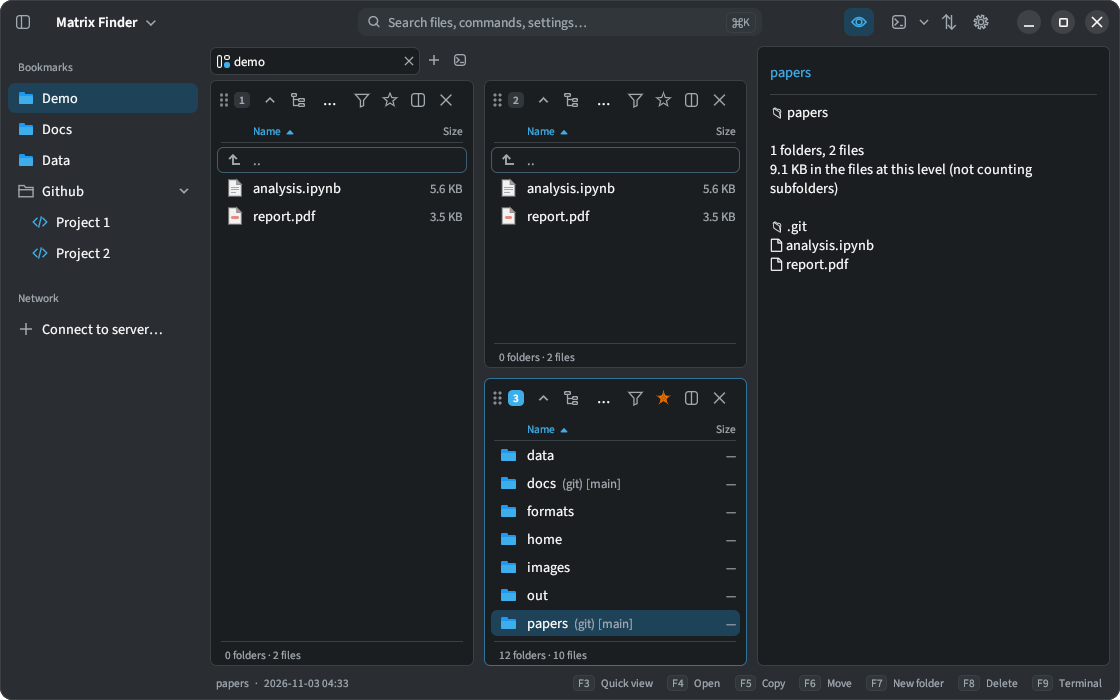 Matrix Finder
Search files, commands, settings…
⌘K
Bookmarks
Demo
Docs
Data
Github
Project 1
Project 2
Network
Connect to server…
demo
1
...
Name
Size
..
analysis.ipynb
5.6 KB
report.pdf
3.5 KB
0 folders · 2 files
2
...
Name
Size
..
analysis.ipynb
5.6 KB
report.pdf
3.5 KB
0 folders · 2 files
3
...
Name
Size
data —
docs (git) [main] —
formats —
home —
images —
out —
papers (git) [main] —
12 folders · 10 files
papers
papers
1 folders, 2 files
9.1 KB in the files at this level (not counting
subfolders)
.git
analysis.ipynb
report.pdf
papers · 2026-11-03 04:33
F3 Quick view F4 Open F5 Copy F6 Move F7 New folder F8 Delete F9 Terminal